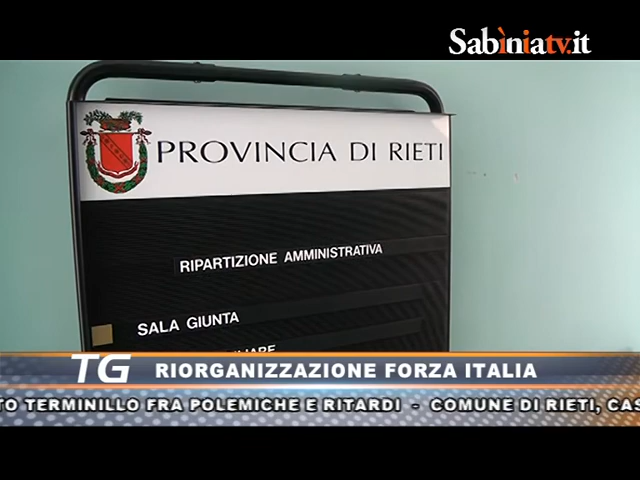 Sabìniatv.it
PROVINCIA DI RIETI
RIPARTIZIONE AMMINISTRATIVA
SALA GIUNTA
TG RIORGANIZZAZIONE FORZA ITALIA
TERMINILLO FRA POLEMICHE E RITARDI - COMUNE DI RIETI,